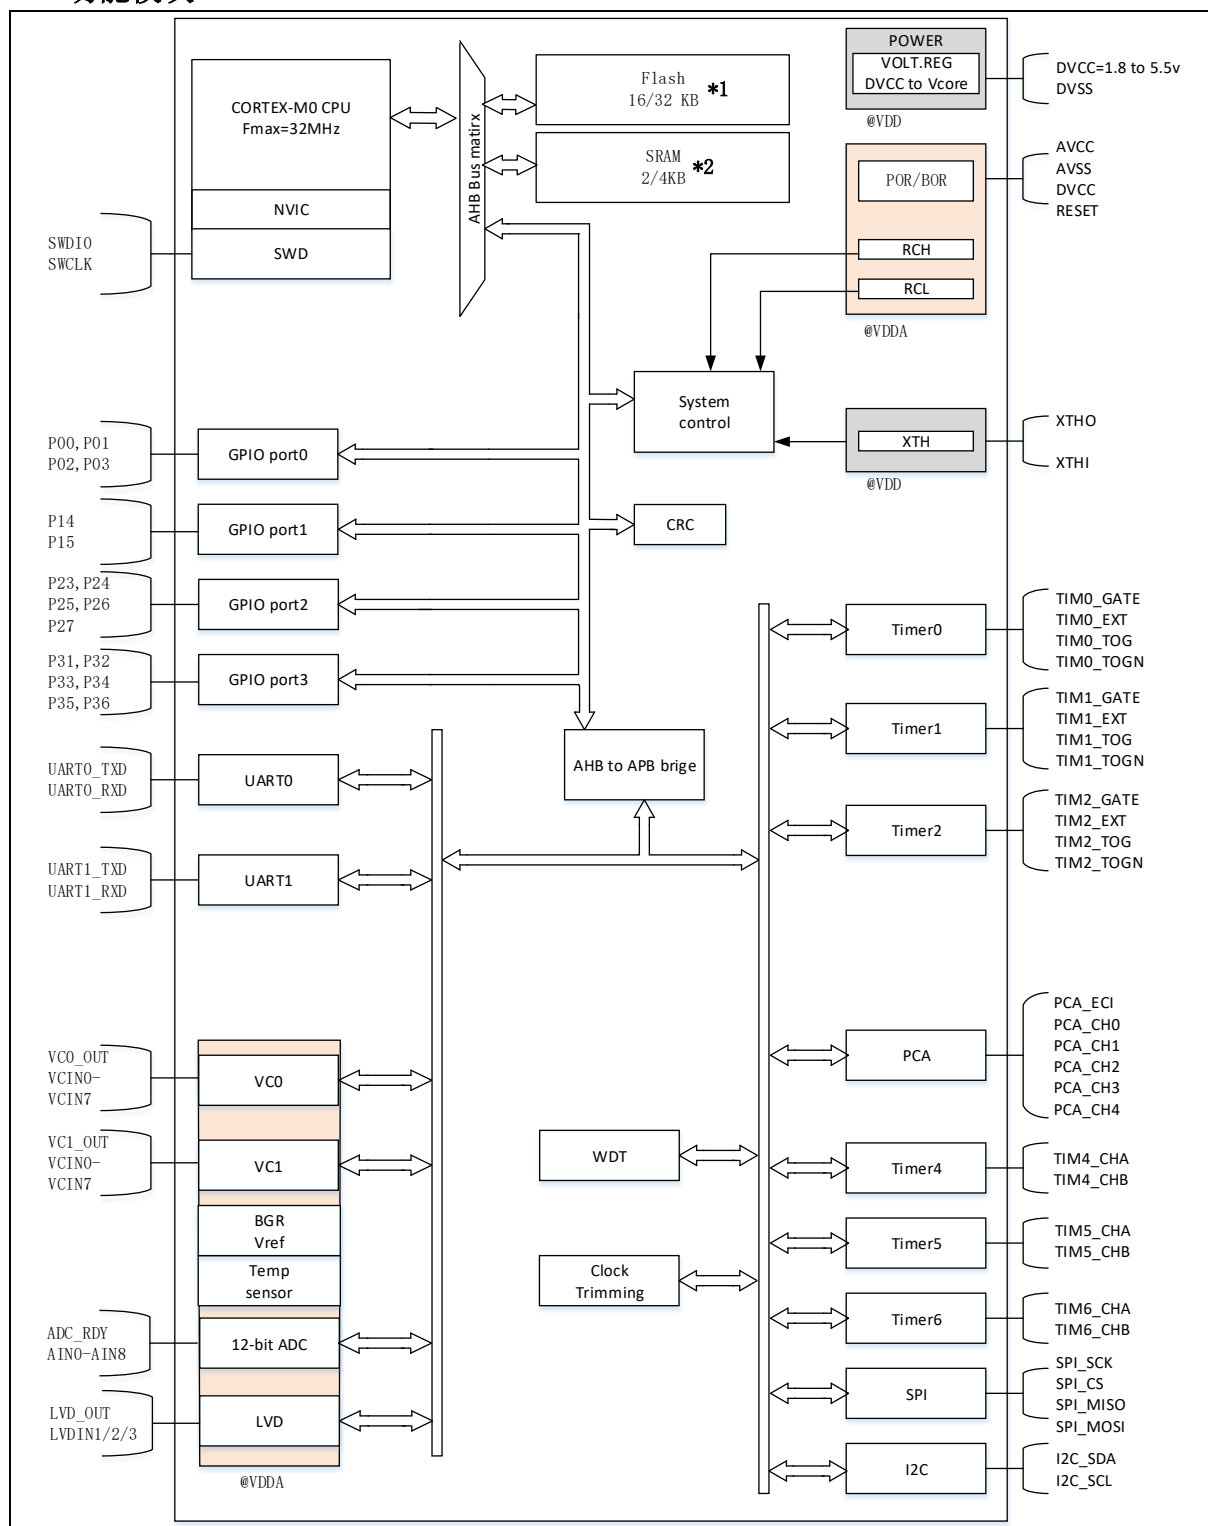 POWER
VOLT.REG
DVCC to Vcore
@VDD
DVCC=1.8 to 5.5v
DVSS
CORTEX-M0 CPU
Fmax=32MHz
NVIC
SWD
SWDIO
SWCLK
AHB Bus matirx
Flash
16/32 KB *1
SRAM
2/4KB *2
POR/BOR
RCH
RCL
@VDDA
AVCC
AVSS
DVCC
RESET
System
control
XTH
@VDD
XTHO
XTHI
CRC
P00,P01
P02,P03
GPIO port0
P14
P15
GPIO port1
P23,P24
P25,P26
P27
GPIO port2
P31,P32
P33,P34
P35,P36
GPIO port3
AHB to APB brige
UART0_TXD
UART0_RXD
UART0
UART1_TXD
UART1_RXD
UART1
Timer0
TIM0_GATE
TIM0_EXT
TIM0_TOG
TIM0_TOGN
Timer1
TIM1_GATE
TIM1_EXT
TIM1_TOG
TIM1_TOGN
Timer2
TIM2_GATE
TIM2_EXT
TIM2_TOG
TIM2_TOGN
VC0_OUT
VCIN0-
VCIN7
VC0
VC1_OUT
VCIN0-
VCIN7
VC1
BGR
Vref
Temp
sensor
ADC_RDY
AIN0-AIN8
12-bit ADC
LVD_OUT
LVDIN1/2/3
LVD
@VDDA
WDT
Clock
Trimming
PCA
PCA_ECI
PCA_CH0
PCA_CH1
PCA_CH2
PCA_CH3
PCA_CH4
Timer4
TIM4_CHA
TIM4_CHB
Timer5
TIM5_CHA
TIM5_CHB
Timer6
TIM6_CHA
TIM6_CHB
SPI
SPI_SCK
SPI_CS
SPI_MISO
SPI_MOSI
I2C
I2C_SDA
I2C_SCL